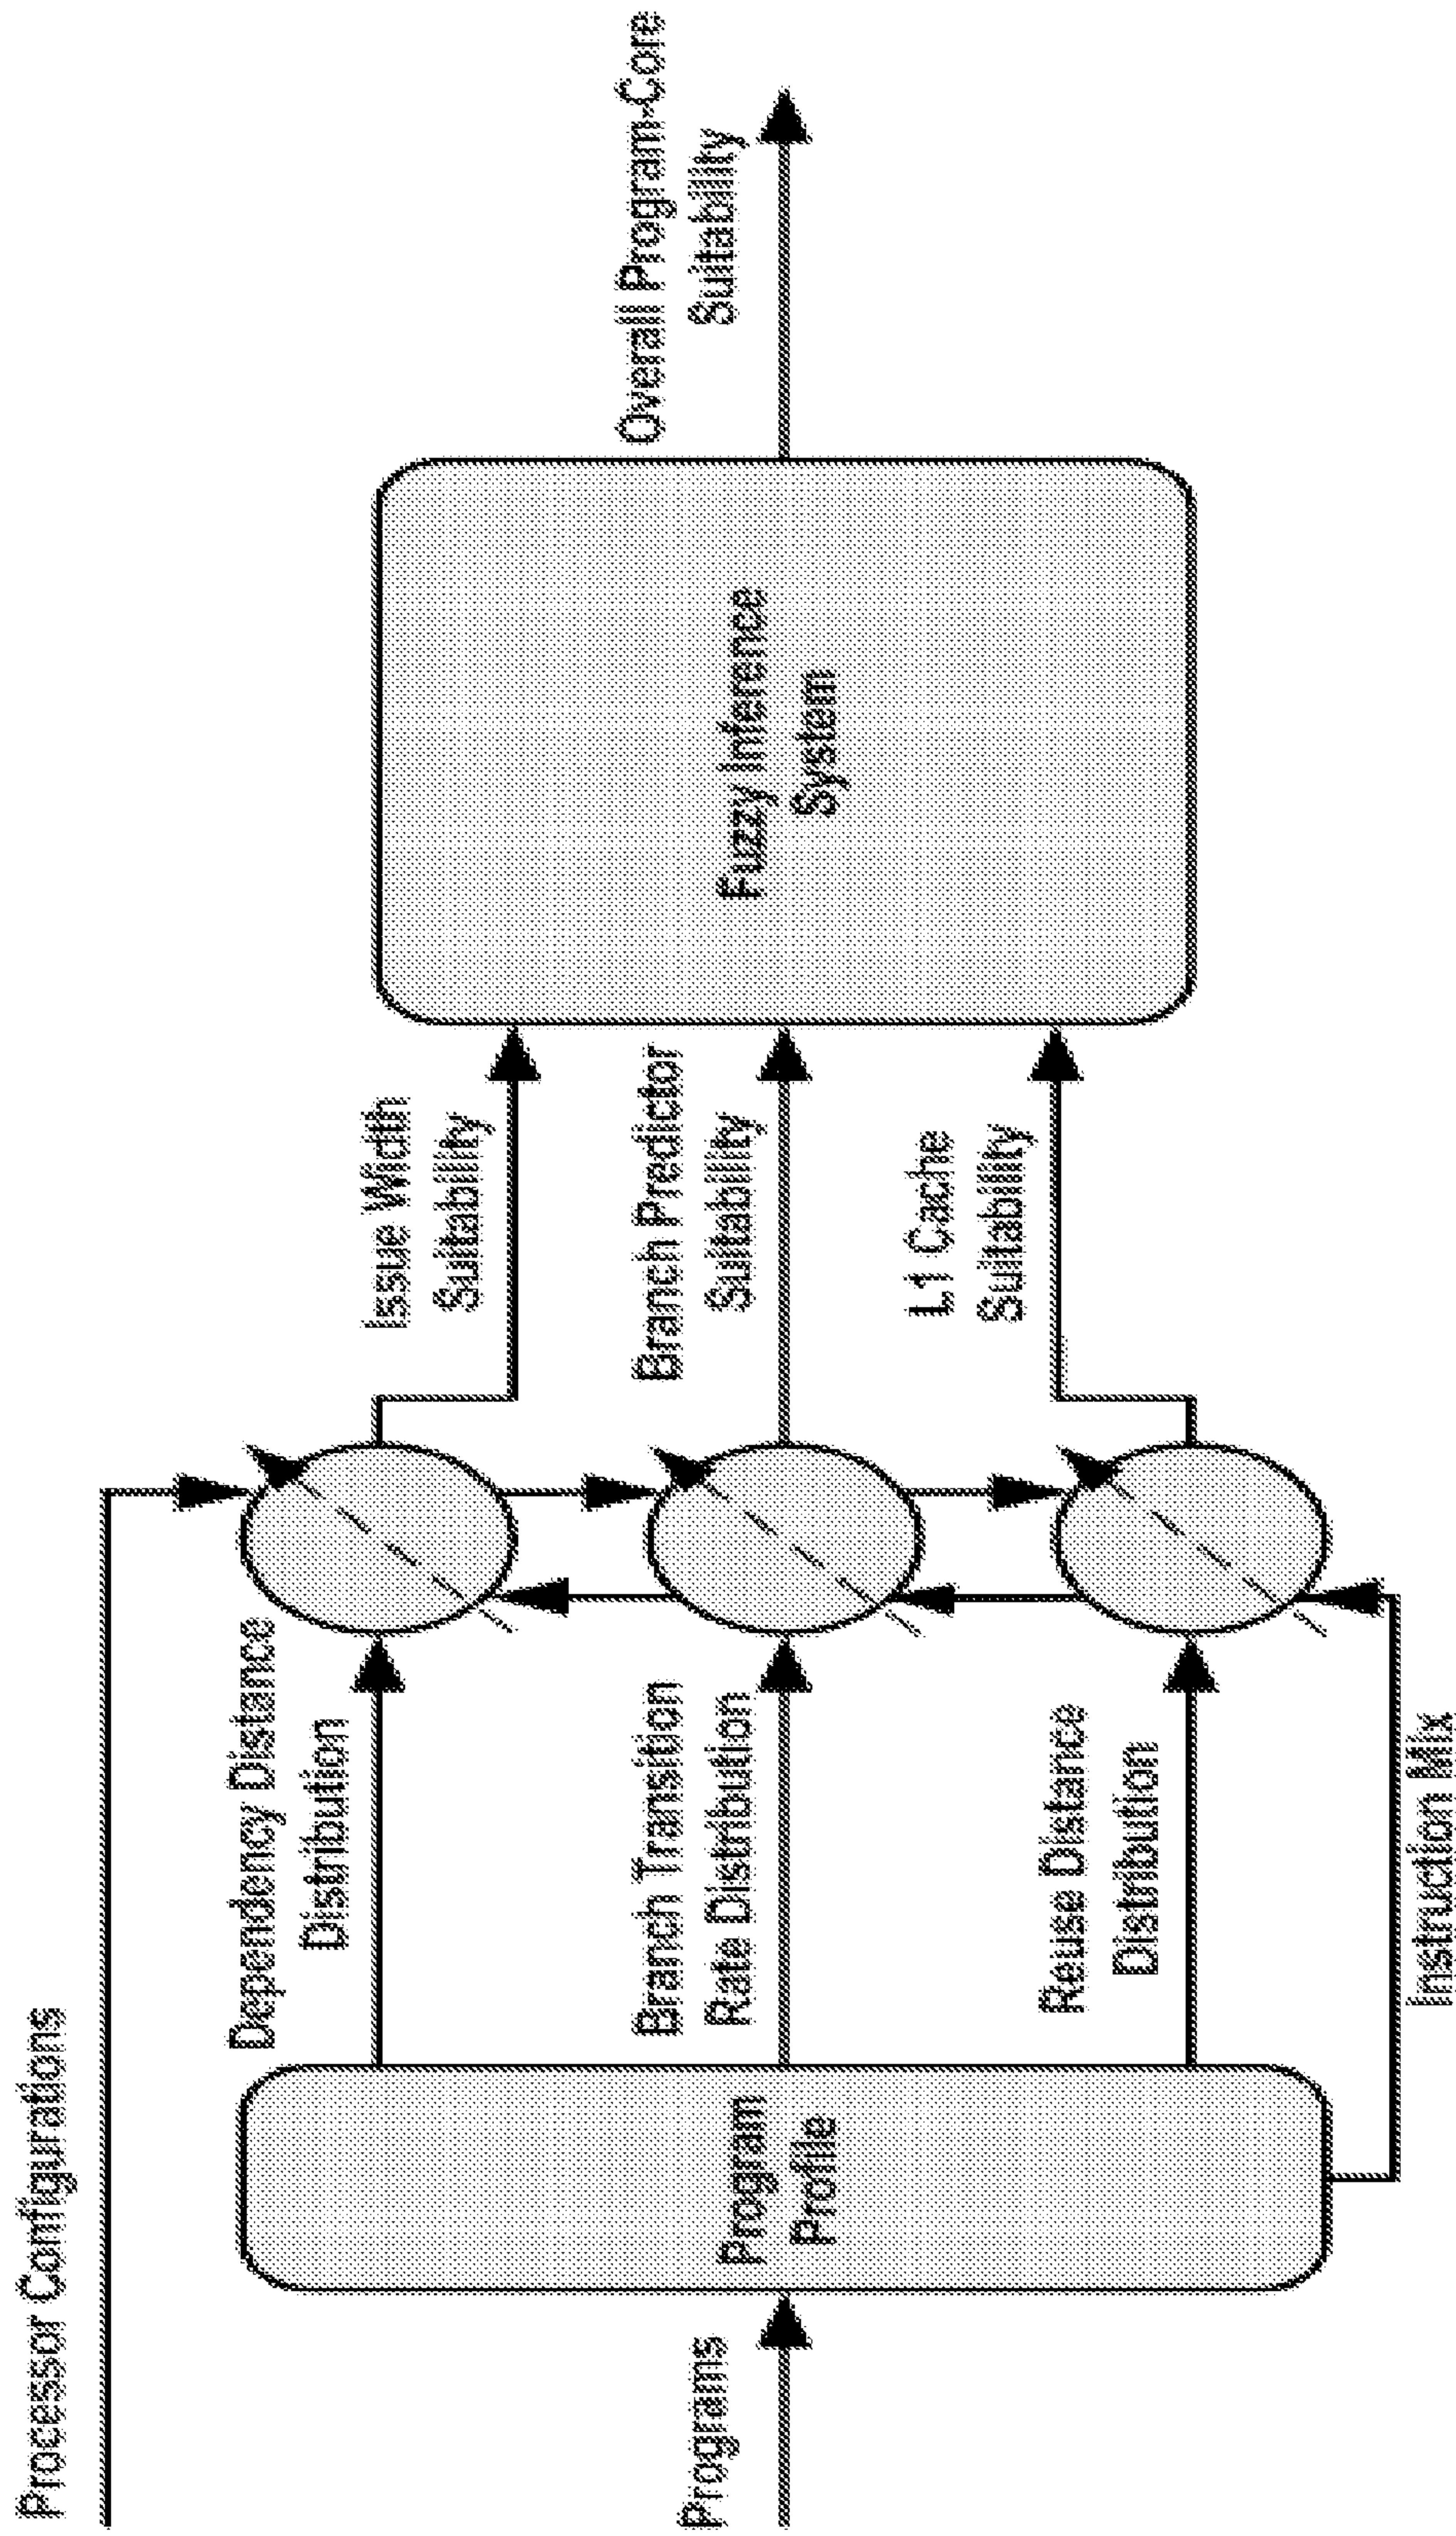 Processor Configurations
Programs
Program
Profile
Dependency Distance
Distribution
Branch Transition
Rate Distribution
Reuse Distance
Distribution
Instruction Mix
Issue Width
Suitability
Branch Predictor
Suitability
L1 Cache
Suitability
Fuzzy Inference
System
Overall Program-Core
Suitability